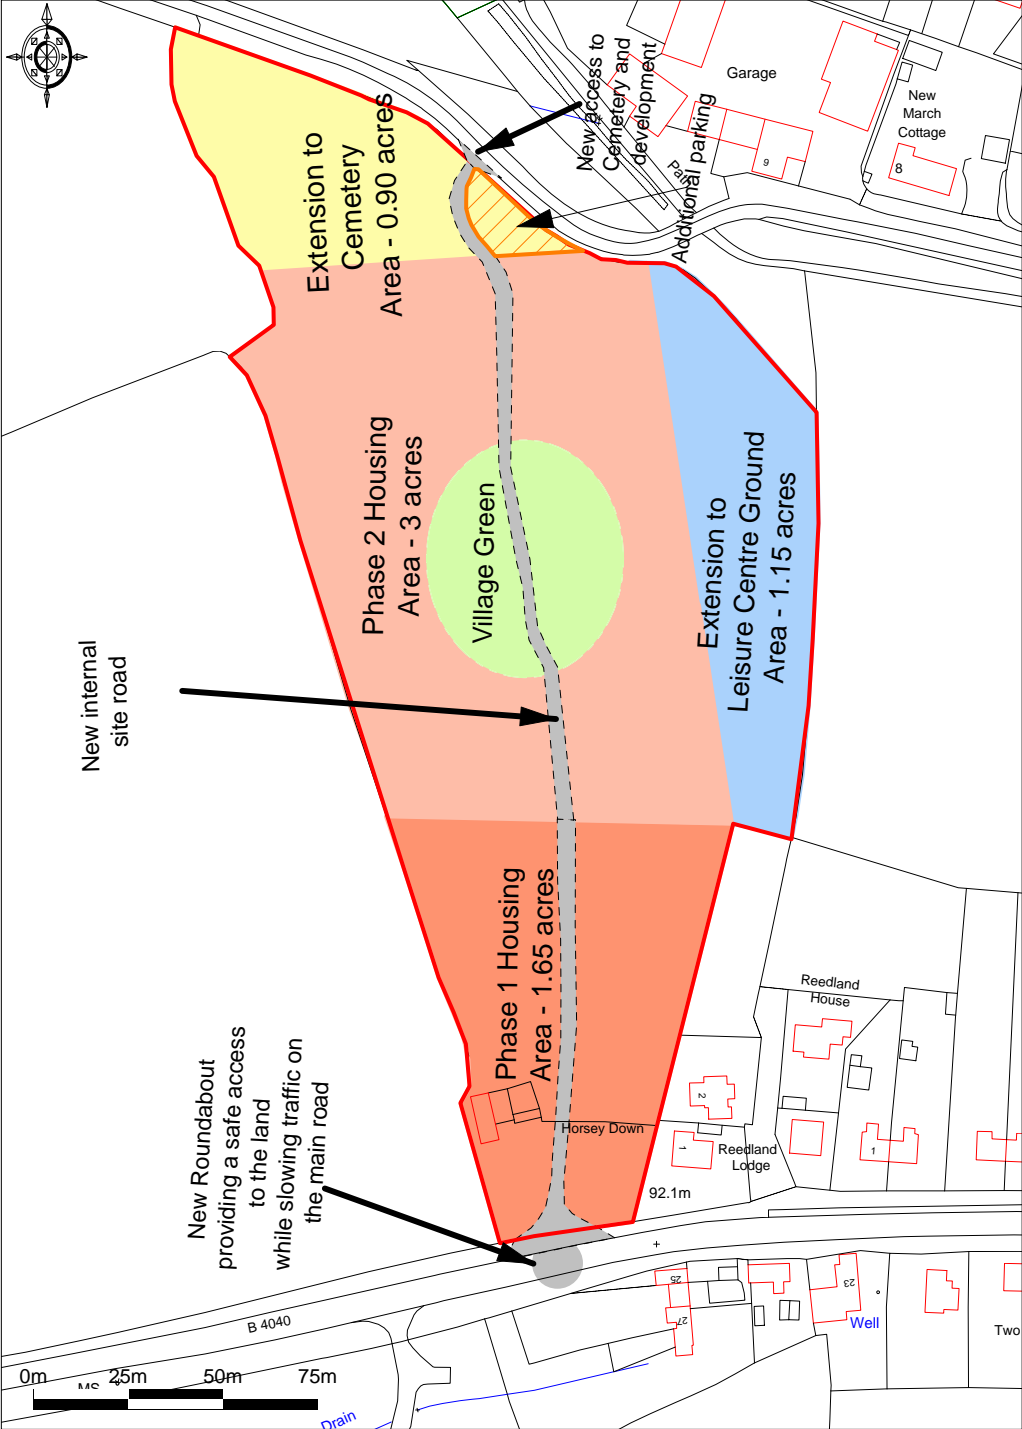 New access to
Cemetery and
development
Garage
New
March
Cottage
8
9
Path
Additional parking
Extension to
Cemetery
Area - 0.90 acres
Phase 2 Housing
Area - 3 acres
Village Green
Extension to
Leisure Centre Ground
Area - 1.15 acres
New internal
site road
Phase 1 Housing
Area - 1.65 acres
Reedland
House
New Roundabout
providing a safe access
to the land
while slowing traffic on
the main road
2
Horsey Down
1
Reedland
Lodge
1
92.1m
25
23
27
Well
B 4040
Two
0m
25m
50m
75m
MS
Drain